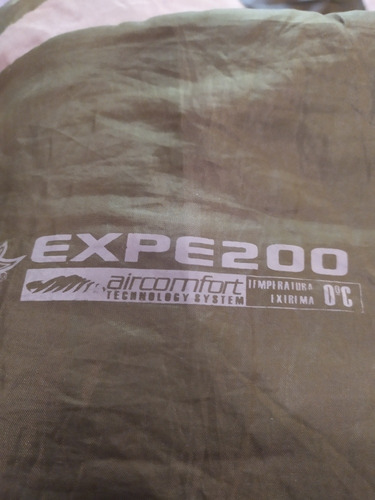 EXPE200
aircomfort
TECHNOLOGY SYSTEM
TEMPERATURA
EXTREMA
0°C